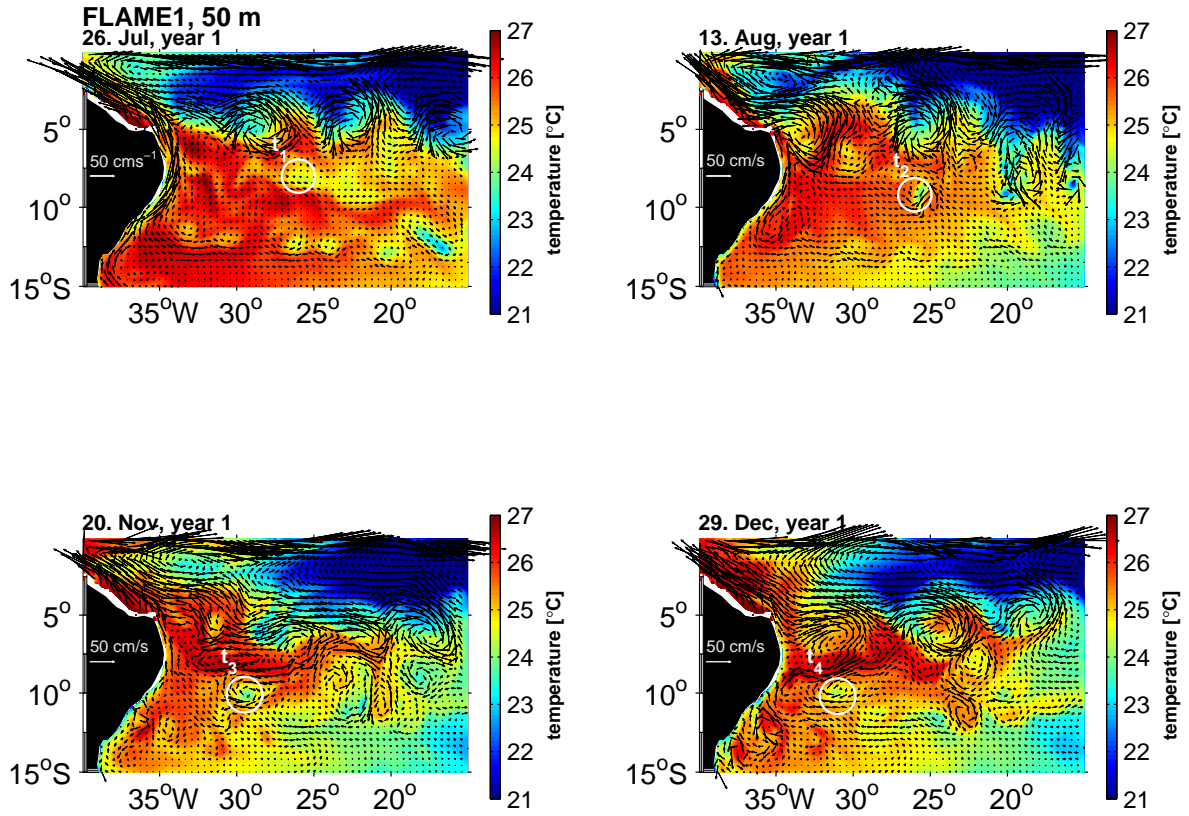 FLAME1, 50 m
26. Jul, year 1
5°
10°
15°S
35°W 30° 25° 20°
50 cms⁻¹
t₁
27
26
25
24
23
22
21
temperature [°C]
13. Aug, year 1
5°
10°
15°S
35°W 30° 25° 20°
50 cm/s
t₂
27
26
25
24
23
22
21
temperature [°C]
20. Nov, year 1
5°
10°
15°S
35°W 30° 25° 20°
50 cm/s
t₃
27
26
25
24
23
22
21
temperature [°C]
29. Dec, year 1
5°
10°
15°S
35°W 30° 25° 20°
50 cm/s
t₄
27
26
25
24
23
22
21
temperature [°C]